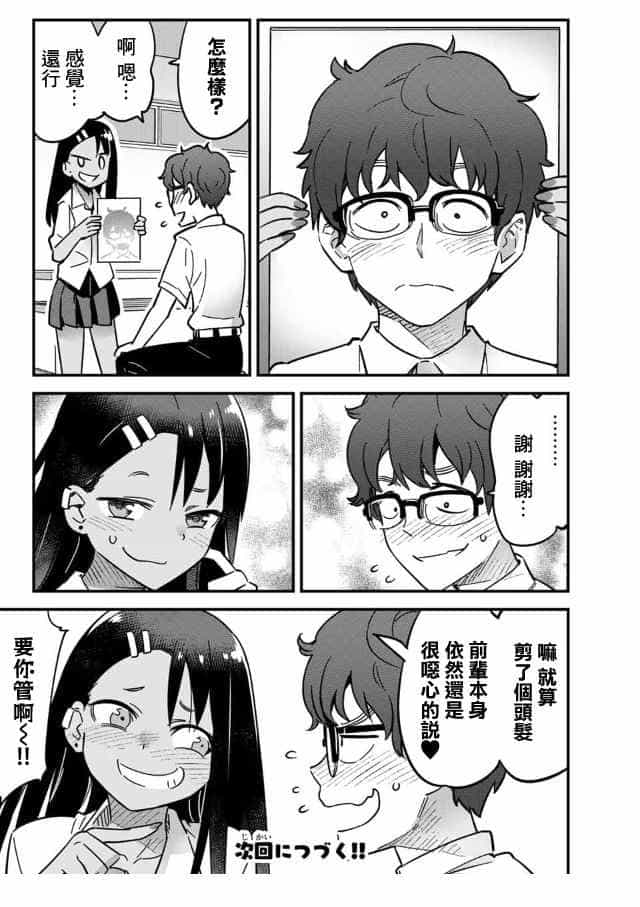 怎麼樣？
啊嗯…
感覺…
還行
………
謝謝謝…
嘛就算
剪了個頭髮
前輩本身
依然還是
很噁心的説♥
要你管啊～!!
じかい
次回につづく!!